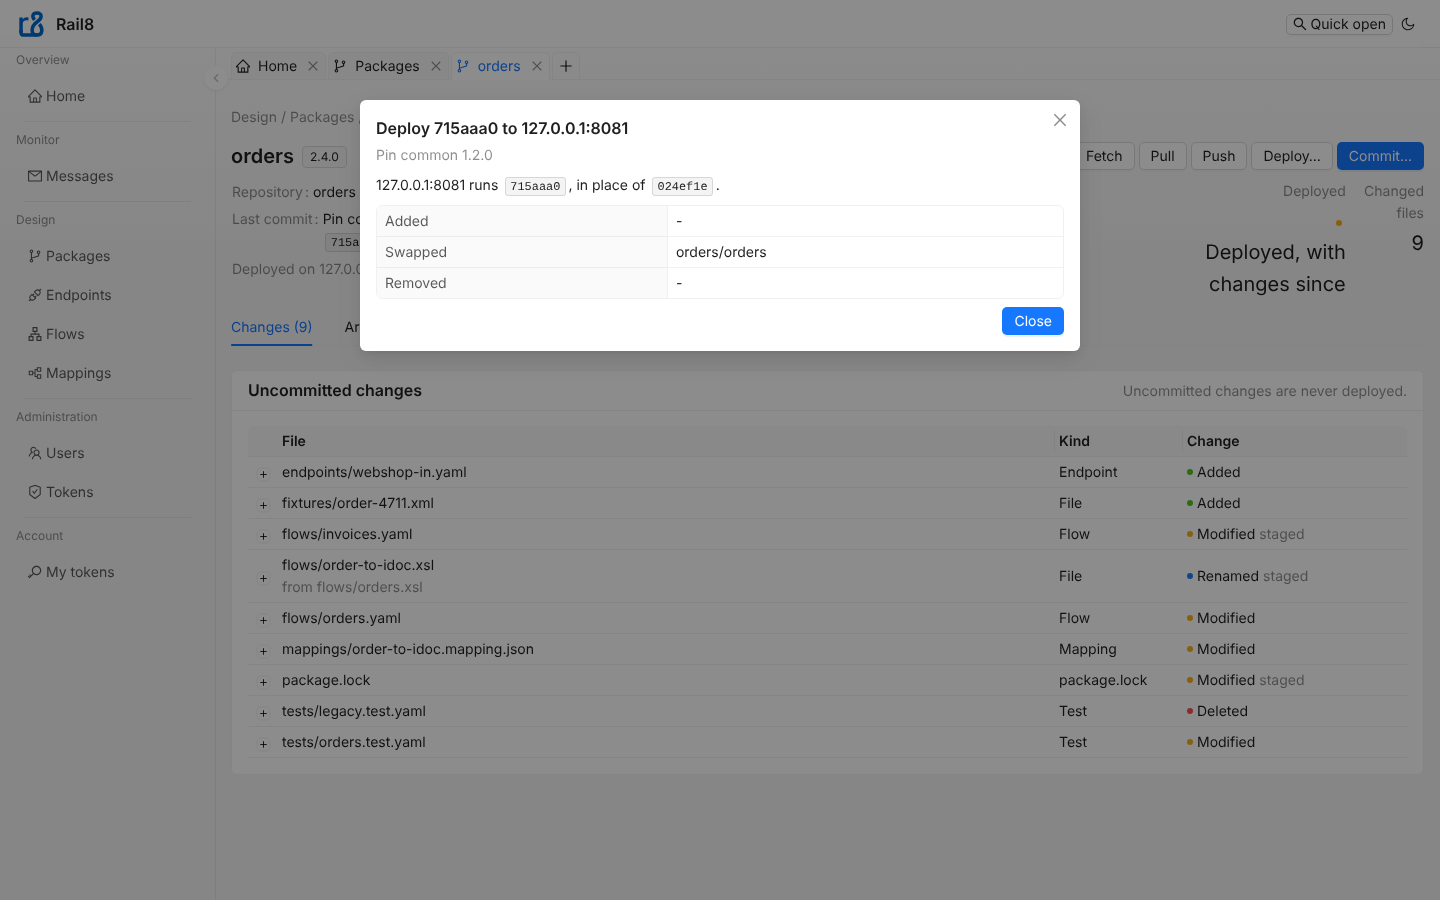 Rail8
Quick open
Overview
Home
Monitor
Messages
Design
Packages
Endpoints
Flows
Mappings
Administration
Users
Tokens
Account
My tokens
Home
Packages
orders
Design / Packages /
orders 2.4.0
Fetch
Pull
Push
Deploy...
Commit...
Repository: orders
Last commit: Pin co
715a
Deployed on 127.0.0
Deployed
Deployed, with
changes since
Changed
files
9
Changes (9)
Ar
Deploy 715aaa0 to 127.0.0.1:8081
Pin common 1.2.0
127.0.0.1:8081 runs 715aaa0, in place of 024ef1e.
Added -
Swapped orders/orders
Removed -
Close
Uncommitted changes
Uncommitted changes are never deployed.
File Kind Change
endpoints/webshop-in.yaml Endpoint Added
fixtures/order-4711.xml File Added
flows/invoices.yaml Flow Modified staged
flows/order-to-idoc.xsl
from flows/orders.xsl
File Renamed staged
flows/orders.yaml Flow Modified
mappings/order-to-idoc.mapping.json Mapping Modified
package.lock package.lock Modified staged
tests/legacy.test.yaml Test Deleted
tests/orders.test.yaml Test Modified